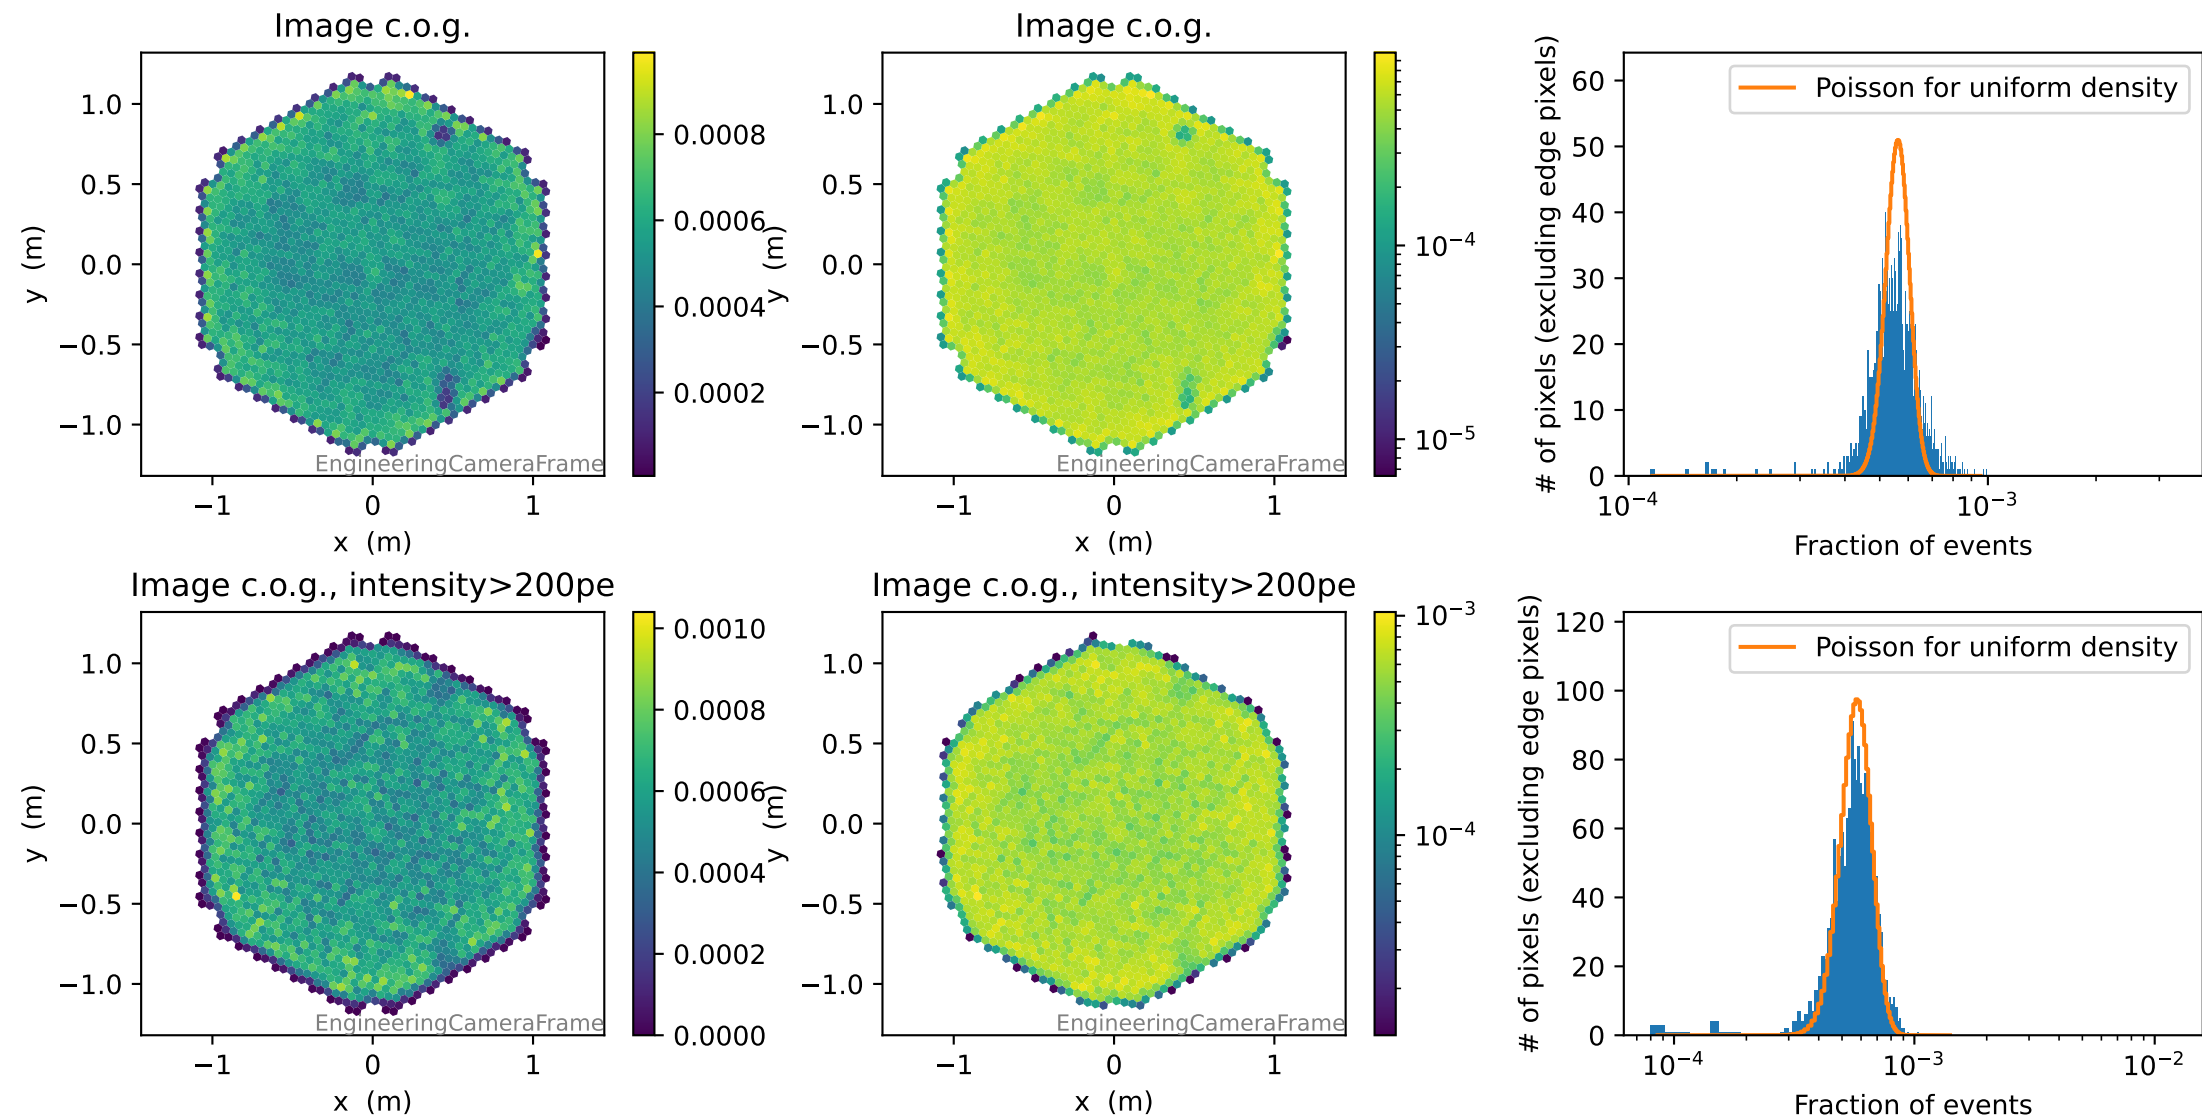 Image c.o.g.
1.0
0.5
0.0
−0.5
−1.0
y (m)
−1
0
1
x (m)
EngineeringCameraFrame
0.0008
0.0006
0.0004
0.0002
Image c.o.g.
1.0
0.5
0.0
−0.5
−1.0
y (m)
−1
0
1
x (m)
EngineeringCameraFrame
10⁻⁴
10⁻⁵
Poisson for uniform density
# of pixels (excluding edge pixels)
60
50
40
30
20
10
0
10⁻⁴
10⁻³
Fraction of events
Image c.o.g., intensity>200pe
1.0
0.5
0.0
−0.5
−1.0
y (m)
−1
0
1
x (m)
EngineeringCameraFrame
0.0010
0.0008
0.0006
0.0004
0.0002
0.0000
Image c.o.g., intensity>200pe
1.0
0.5
0.0
−0.5
−1.0
y (m)
−1
0
1
x (m)
EngineeringCameraFrame
10⁻³
10⁻⁴
Poisson for uniform density
# of pixels (excluding edge pixels)
120
100
80
60
40
20
0
10⁻⁴
10⁻³
10⁻²
Fraction of events